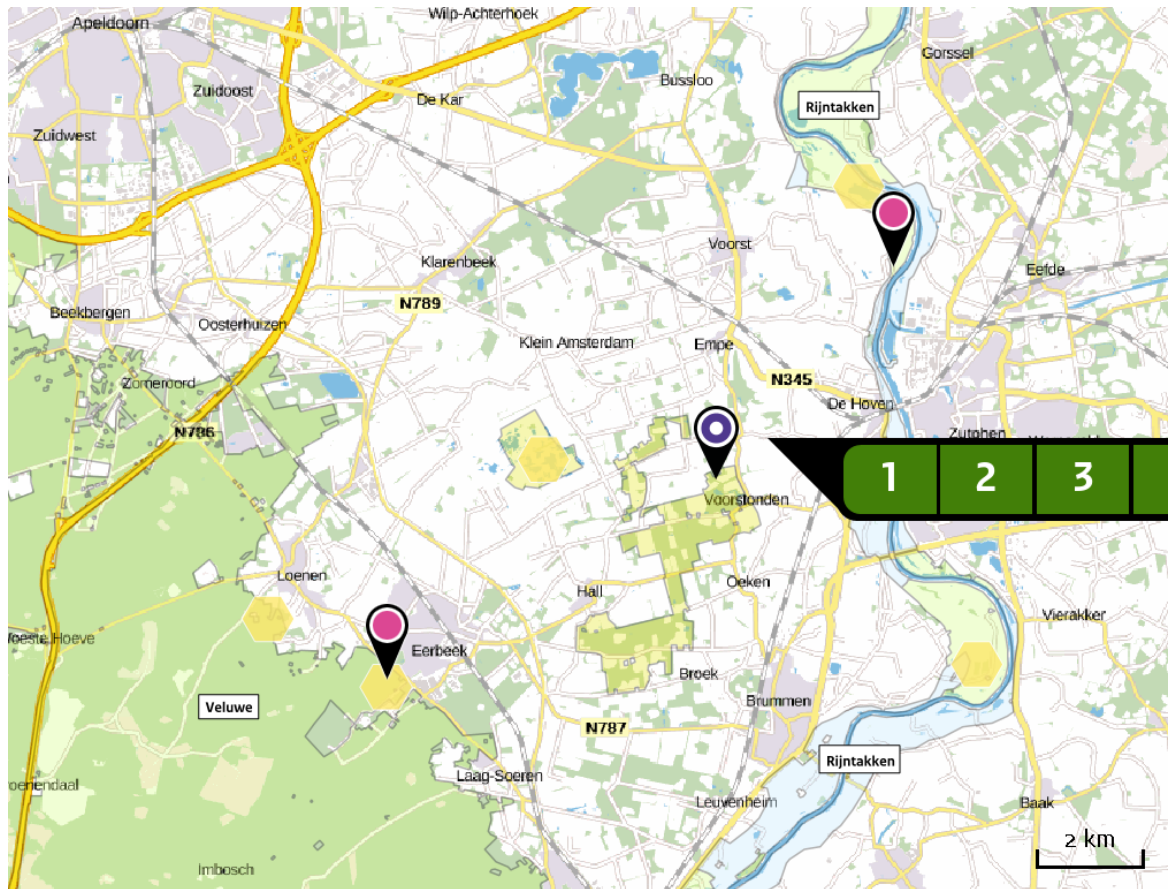 Wilp-Achterhoek
Apeldoorn
Gorssel
Bussloo
Zuidoost
De Kar
Rijntakken
Zuidwest
Voorst
Klarenbeek
Eefde
N789
Beekbergen
Oosterhuizen
Klein Amsterdam
Empe
N345
Zomeroord
De Hoven
N786
Zutphen
1 2 3
Voorstonden
Loenen
Oeken
Hall
Vierakker
Woeste Hoeve
Eerbeek
Broek
Veluwe
Brummen
N787
Rijntakken
Laag-Soeren
roenendaal
Leuvenheim
Baak
2 km
Imbosch